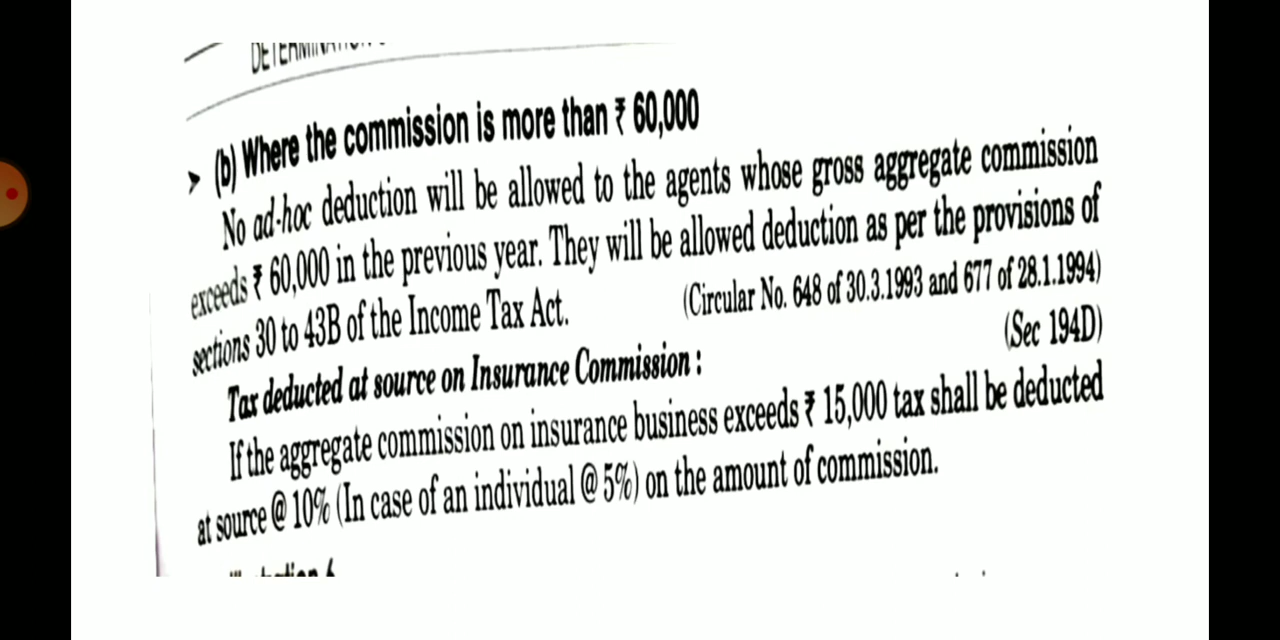 (b) Where the commission is more than ₹ 60,000
No ad-hoc deduction will be allowed to the agents whose gross aggregate commission
exceeds ₹ 60,000 in the previous year. They will be allowed deduction as per the provisions of
sections 30 to 43B of the Income Tax Act. (Circular No. 648 of 30.3.1993 and 677 of 28.1.1994)
Tax deducted at source on Insurance Commission : (Sec 194D)
If the aggregate commission on insurance business exceeds ₹ 15,000 tax shall be deducted
at source @ 10% (In case of an individual @ 5%) on the amount of commission.